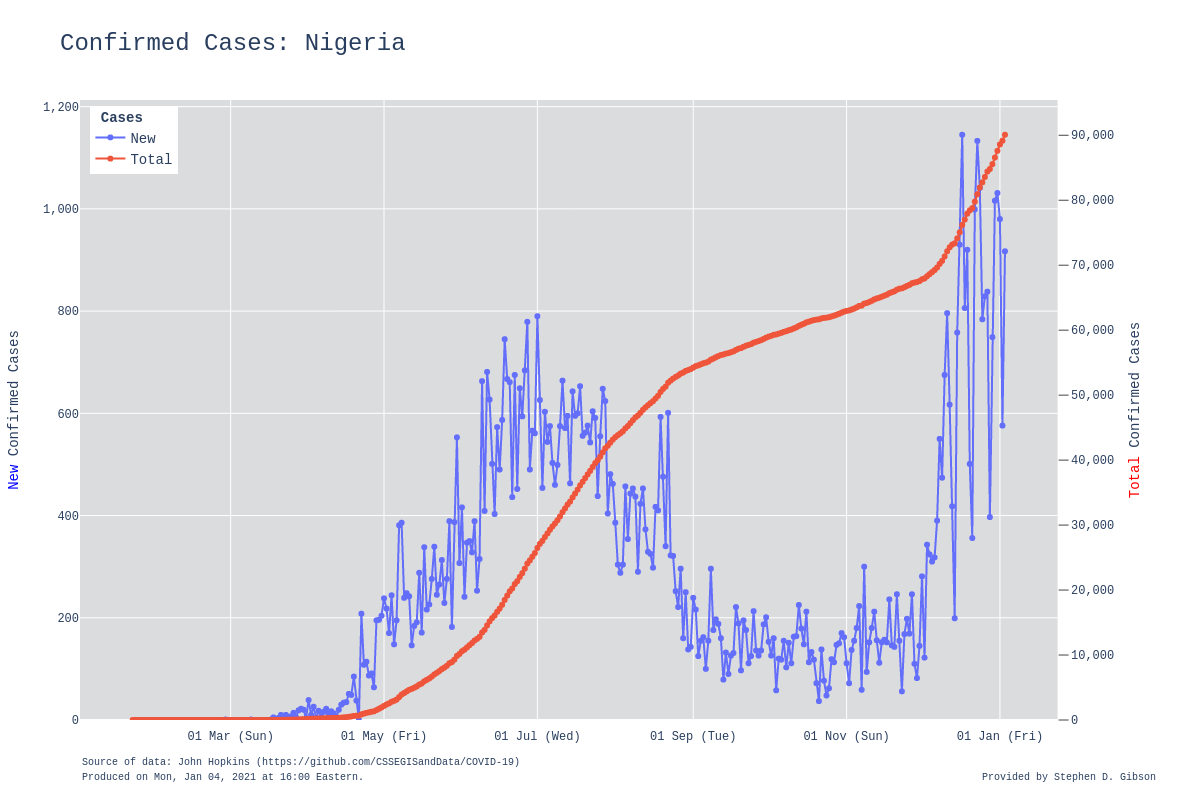 Confirmed Cases: Nigeria
Cases
New
Total
1,200
1,000
800
600
400
200
0
90,000
80,000
70,000
60,000
50,000
40,000
30,000
20,000
10,000
0
New Confirmed Cases
Total Confirmed Cases
01 Mar (Sun)
01 May (Fri)
01 Jul (Wed)
01 Sep (Tue)
01 Nov (Sun)
01 Jan (Fri)
Source of data: John Hopkins (https://github.com/CSSEGISandData/COVID-19)
Produced on Mon, Jan 04, 2021 at 16:00 Eastern.
Provided by Stephen D. Gibson